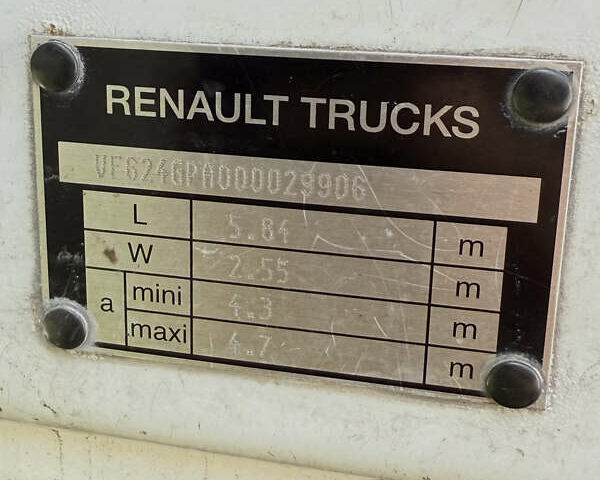 RENAULT TRUCKS
VF624GPA000029906
L 5.84 m
W 2.55 m
a mini 4.3 m
maxi 4.7 m